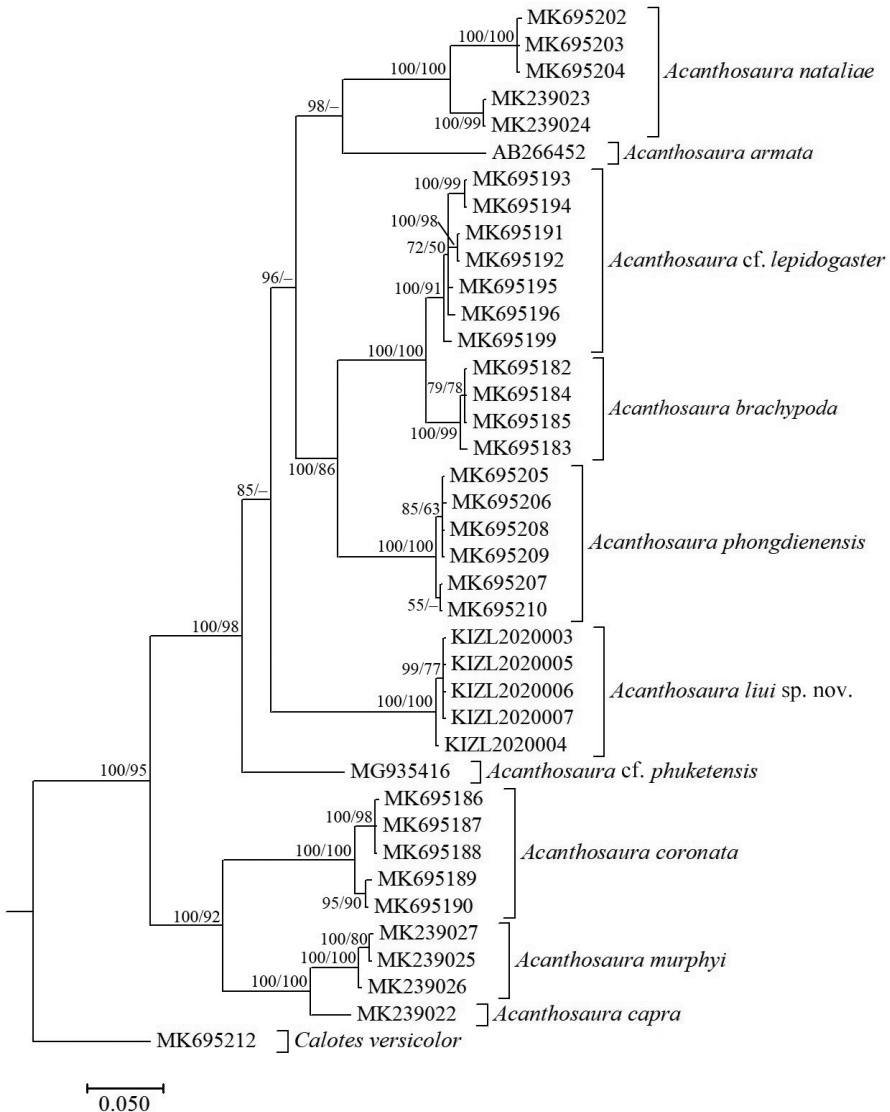 MK695202
100/100
MK695203
100/100
MK695204
Acanthosaura nataliae
MK239023
98/–
100/99
MK239024
AB266452
Acanthosaura armata
MK695193
100/99
MK695194
100/98
MK695191
72/50
MK695192
Acanthosaura cf. lepidogaster
MK695195
100/91
MK695196
96/–
MK695199
100/100
MK695182
79/78
MK695184
Acanthosaura brachypoda
MK695185
100/99
MK695183
100/86
MK695205
MK695206
85/63
MK695208
Acanthosaura phongdienensis
MK695209
100/100
MK695207
55/–
MK695210
85/–
KIZL2020003
99/77
KIZL2020005
KIZL2020006
Acanthosaura liui sp. nov.
100/100
KIZL2020007
KIZL2020004
100/98
MG935416
Acanthosaura cf. phuketensis
100/95
MK695186
100/98
MK695187
100/100
MK695188
Acanthosaura coronata
MK695189
95/90
MK695190
100/92
MK239027
100/80
MK239025
Acanthosaura murphyi
100/100
MK239026
100/100
MK239022
Acanthosaura capra
MK695212
Calotes versicolor
0.050